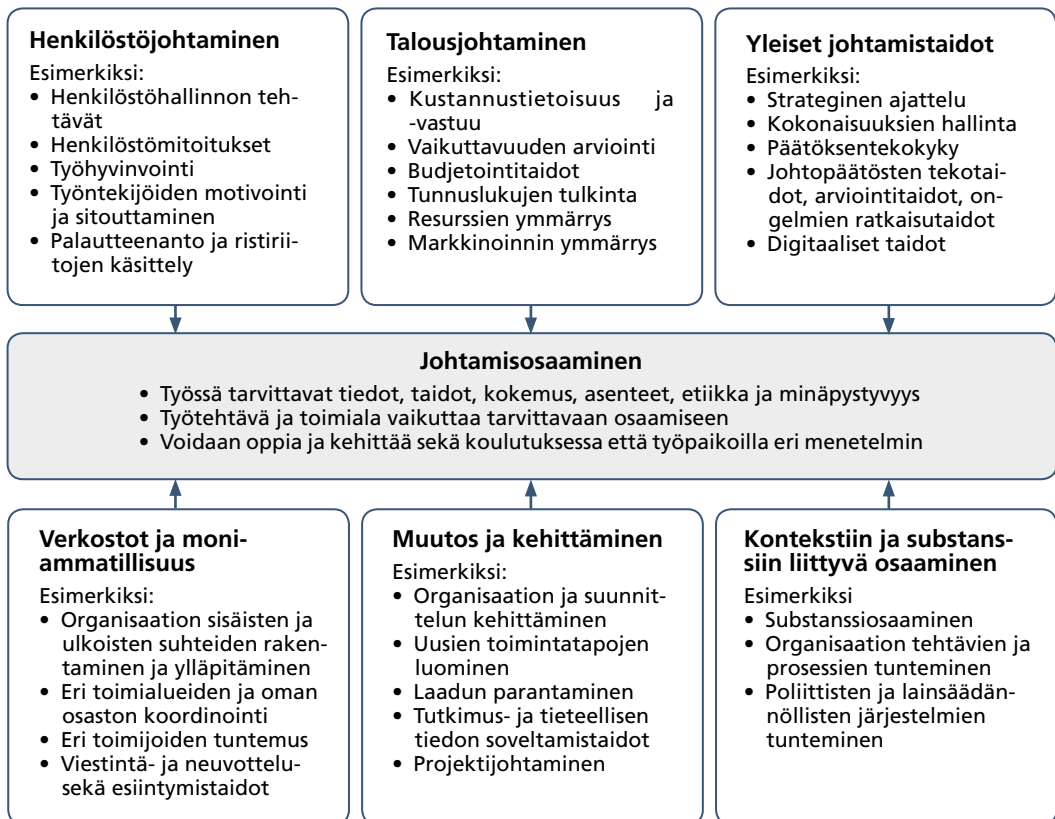 Henkilöstöjohtaminen
Esimerkiksi:
• Henkilöstöhallinnon teh-
tävät
• Henkilöstömitoitukset
• Työhyvinvointi
• Työntekijöiden motivointi
ja sitouttaminen
• Palautteenanto ja ristirii-
tojen käsittely
Talousjohtaminen
Esimerkiksi:
• Kustannustietoisuus ja
-vastuu
• Vaikuttavuuden arviointi
• Budjetointitaidot
• Tunnuslukujen tulkinta
• Resurssien ymmärrys
• Markkinoinnin ymmärrys
Yleiset johtamistaidot
Esimerkiksi:
• Strateginen ajattelu
• Kokonaisuuksien hallinta
• Päätöksentekokyky
• Johtopäätösten tekotai-
dot, arviointitaidot, on-
gelmien ratkaisutaidot
• Digitaaliset taidot
Johtamisosaaminen
• Työssä tarvittavat tiedot, taidot, kokemus, asenteet, etiikka ja minäpystyvyys
• Työtehtävä ja toimiala vaikuttaa tarvittavaan osaamiseen
• Voidaan oppia ja kehittää sekä koulutuksessa että työpaikoilla eri menetelmin
Verkostot ja moni-
ammatillisuus
Esimerkiksi:
• Organisaation sisäisten ja
ulkoisten suhteiden raken-
taminen ja ylläpitäminen
• Eri toimialueiden ja oman
osaston koordinointi
• Eri toimijoiden tuntemus
• Viestintä- ja neuvottelu-
sekä esiintymistaidot
Muutos ja kehittäminen
Esimerkiksi:
• Organisaation ja suunnit-
telun kehittäminen
• Uusien toimintatapojen
luominen
• Laadun parantaminen
• Tutkimus- ja tieteellisen
tiedon soveltamistaidot
• Projektijohtaminen
Kontekstiin ja substans-
siin liittyvä osaaminen
Esimerkiksi
• Substanssiosaaminen
• Organisaation tehtävien ja
prosessien tunteminen
• Poliittisten ja lainsäädän-
nöllisten järjestelmien
tunteminen